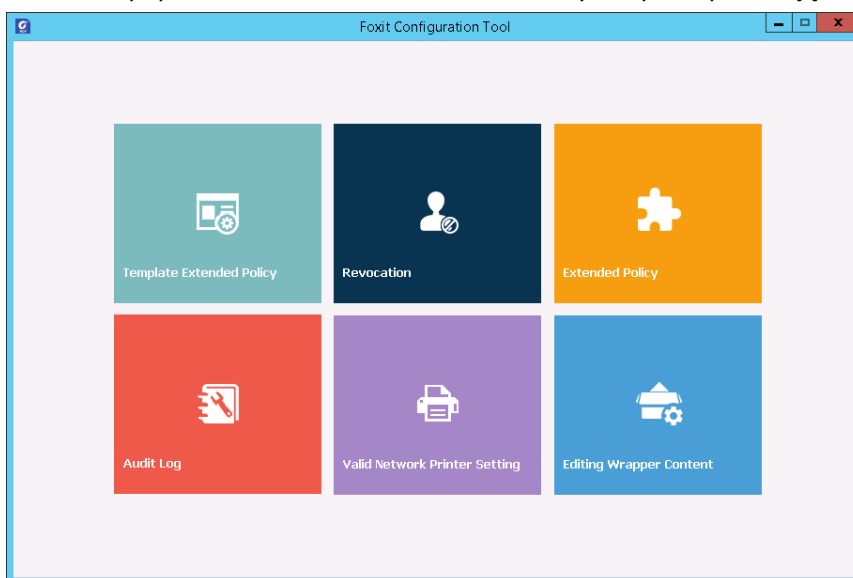 Foxit Configuration Tool
Template Extended Policy
Revocation
Extended Policy
Audit Log
Valid Network Printer Setting
Editing Wrapper Content